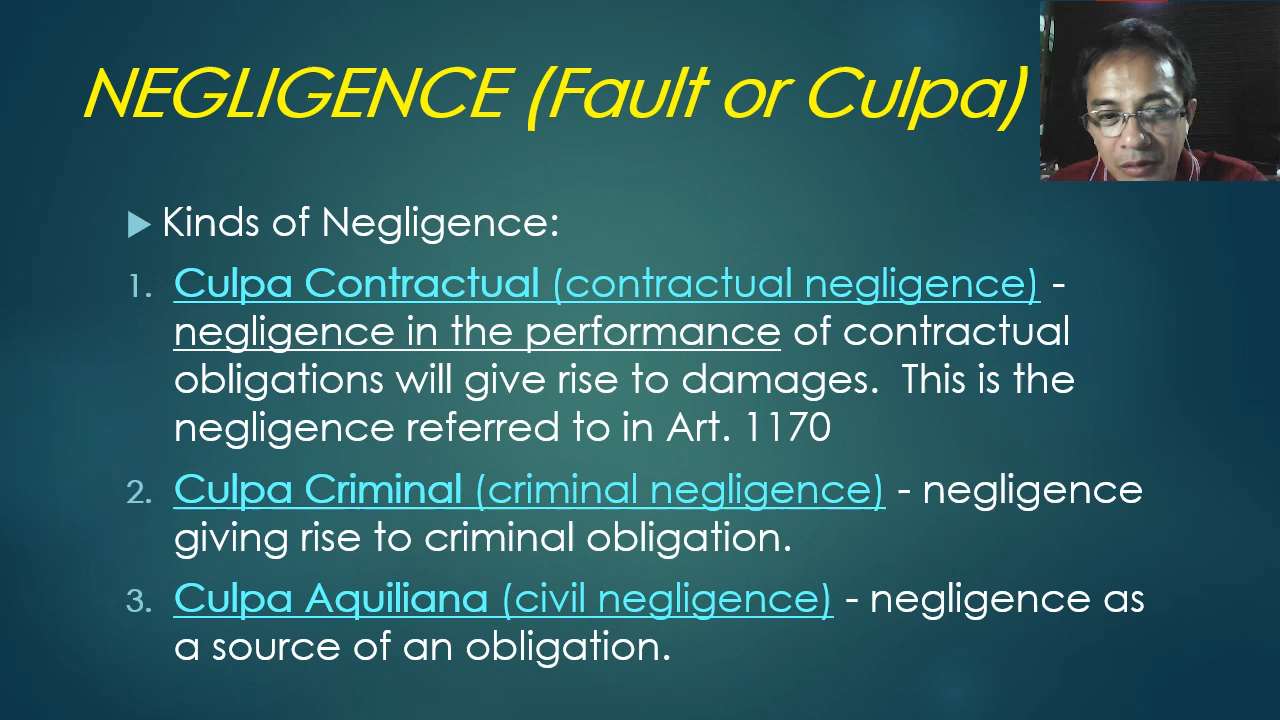 NEGLIGENCE (Fault or Culpa)
Kinds of Negligence:
1. Culpa Contractual (contractual negligence) -
negligence in the performance of contractual
obligations will give rise to damages.  This is the
negligence referred to in Art. 1170
2. Culpa Criminal (criminal negligence) - negligence
giving rise to criminal obligation.
3. Culpa Aquiliana (civil negligence) - negligence as
a source of an obligation.